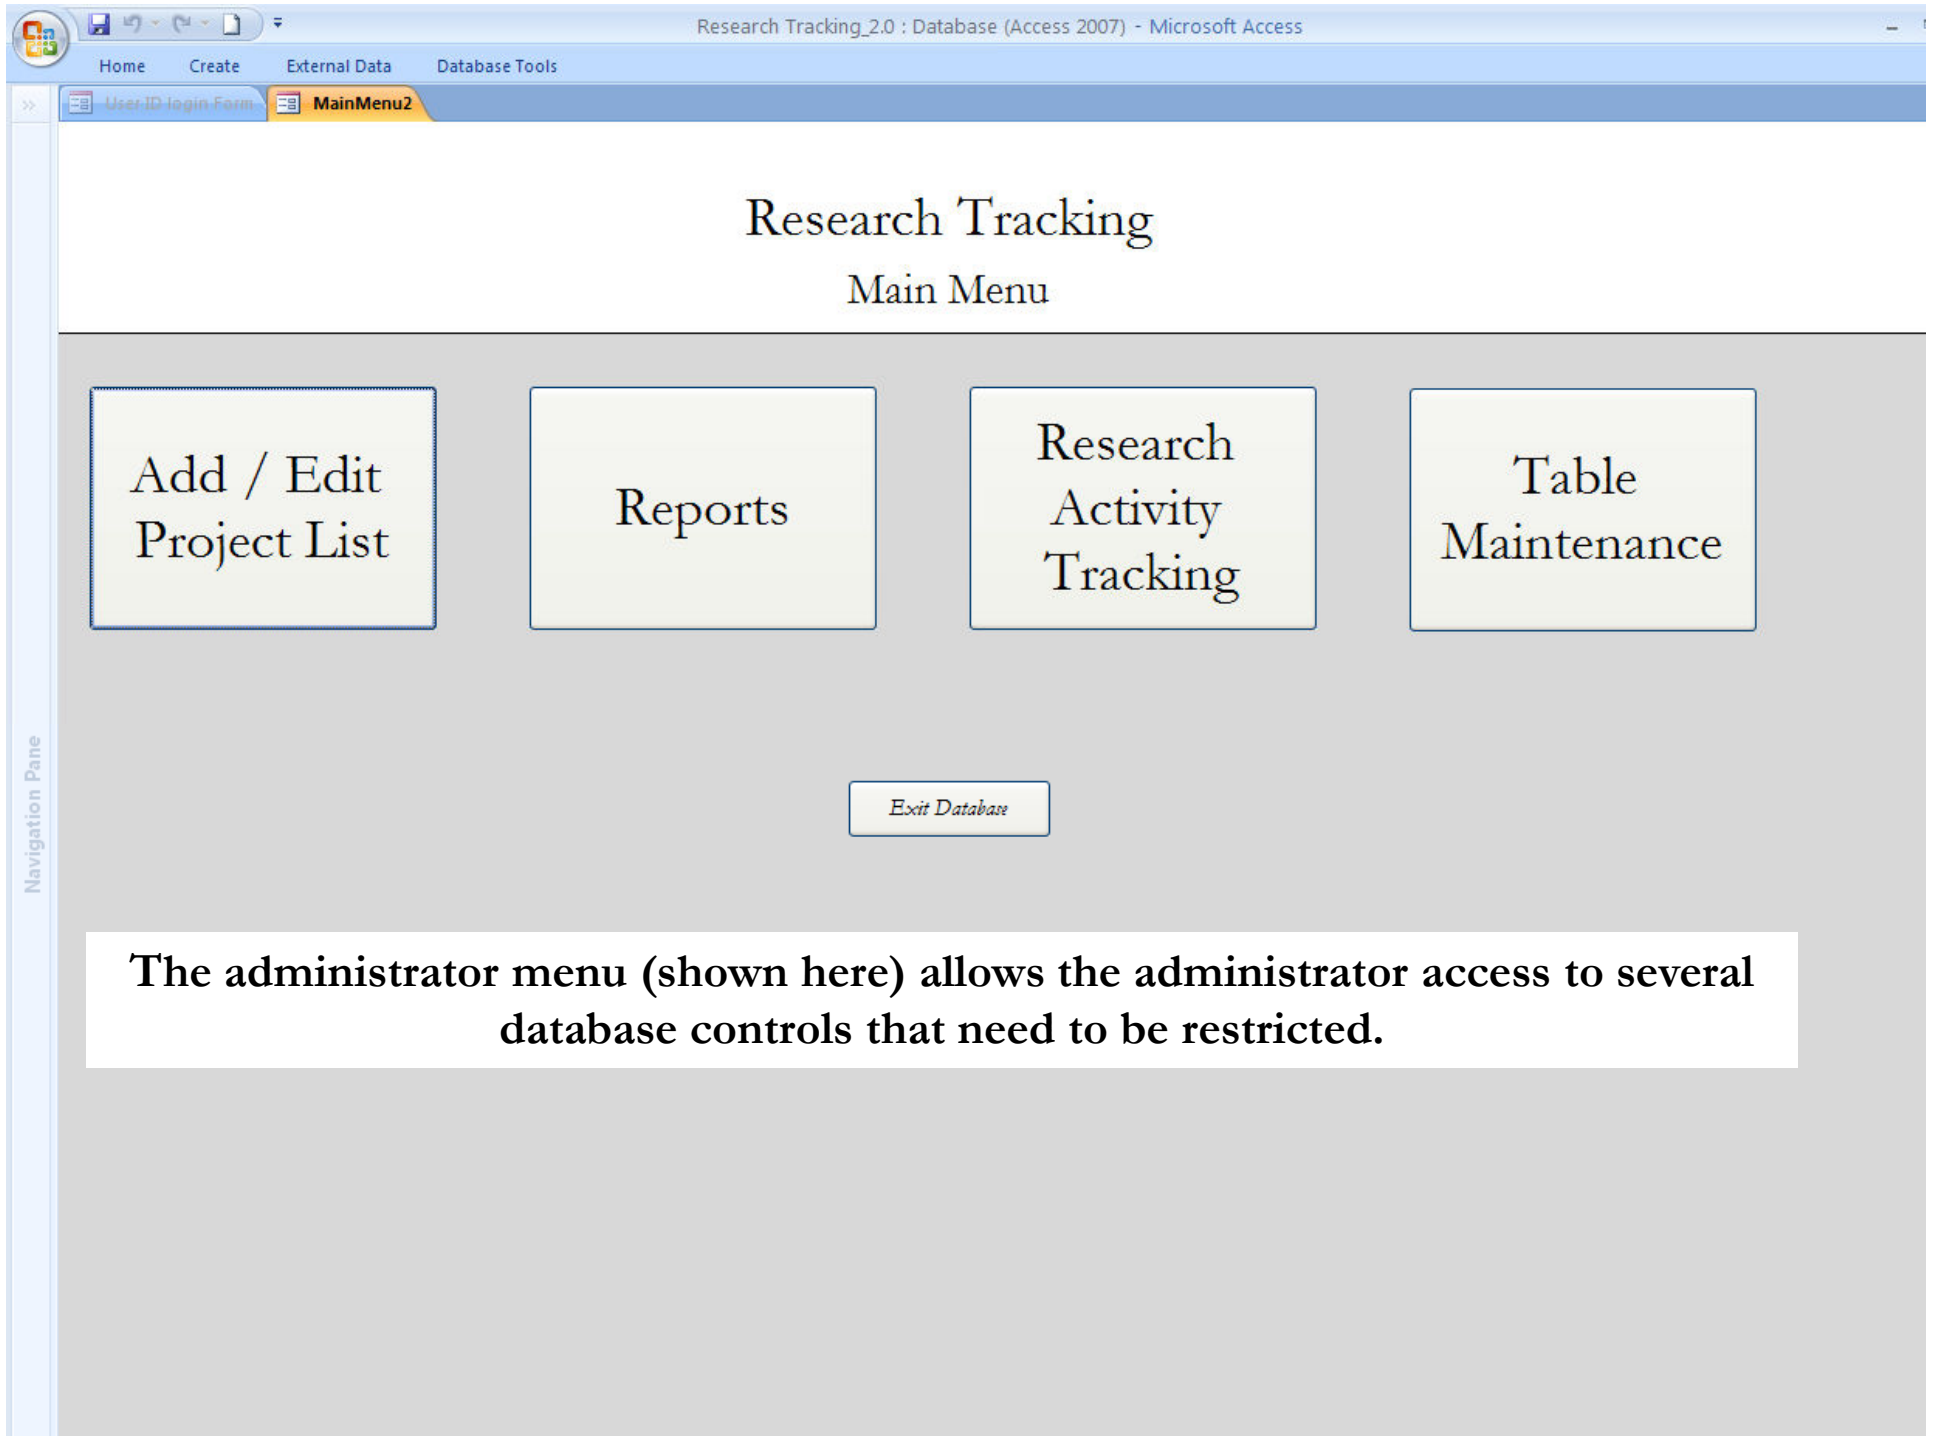 Research Tracking_2.0 : Database (Access 2007) - Microsoft Access
Home Create External Data Database Tools
User ID login Form MainMenu2
Research Tracking
Main Menu
Add / Edit
Project List
Reports
Research
Activity
Tracking
Table
Maintenance
Exit Database
Navigation Pane
The administrator menu (shown here) allows the administrator access to several
database controls that need to be restricted.